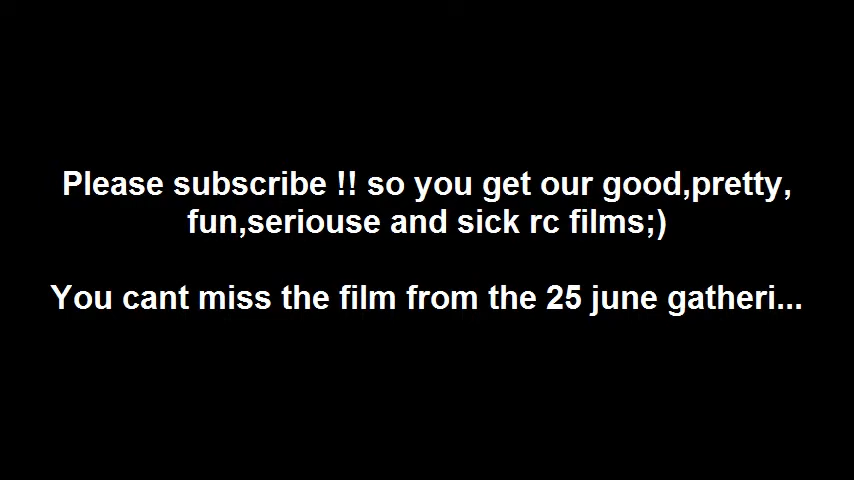 Please subscribe !! so you get our good,pretty,
fun,seriouse and sick rc films;)
You cant miss the film from the 25 june gatheri...